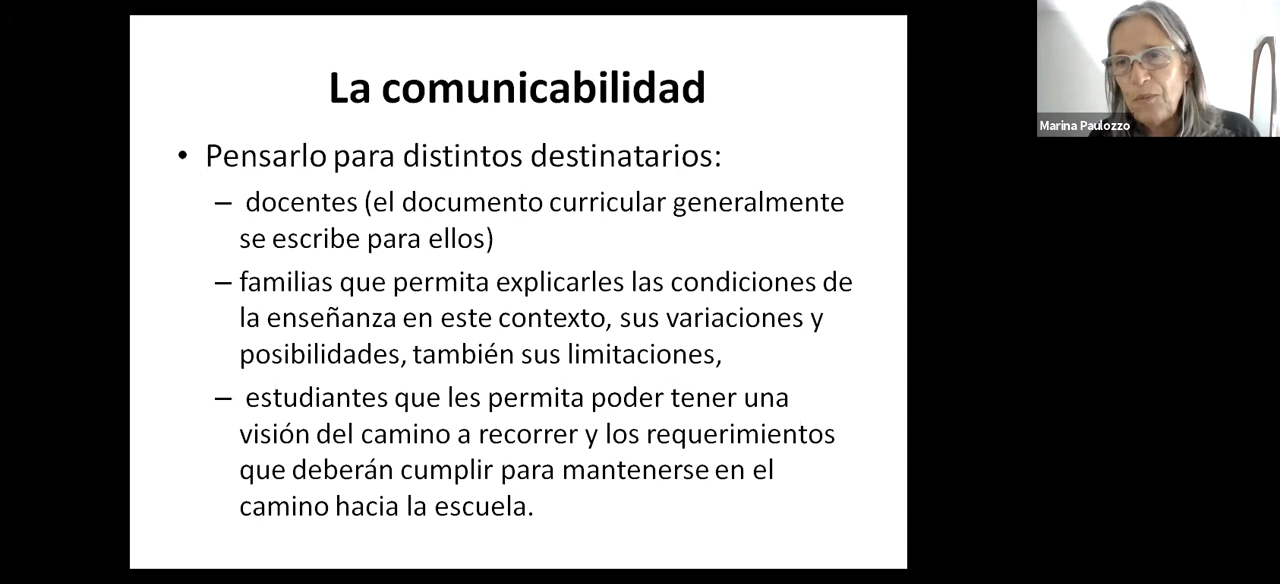 La comunicabilidad
• Pensarlo para distintos destinatarios:
– docentes (el documento curricular generalmente
se escribe para ellos)
– familias que permita explicarles las condiciones de
la enseñanza en este contexto, sus variaciones y
posibilidades, también sus limitaciones,
– estudiantes que les permita poder tener una
visión del camino a recorrer y los requerimientos
que deberán cumplir para mantenerse en el
camino hacia la escuela.
Marina Paulozzo